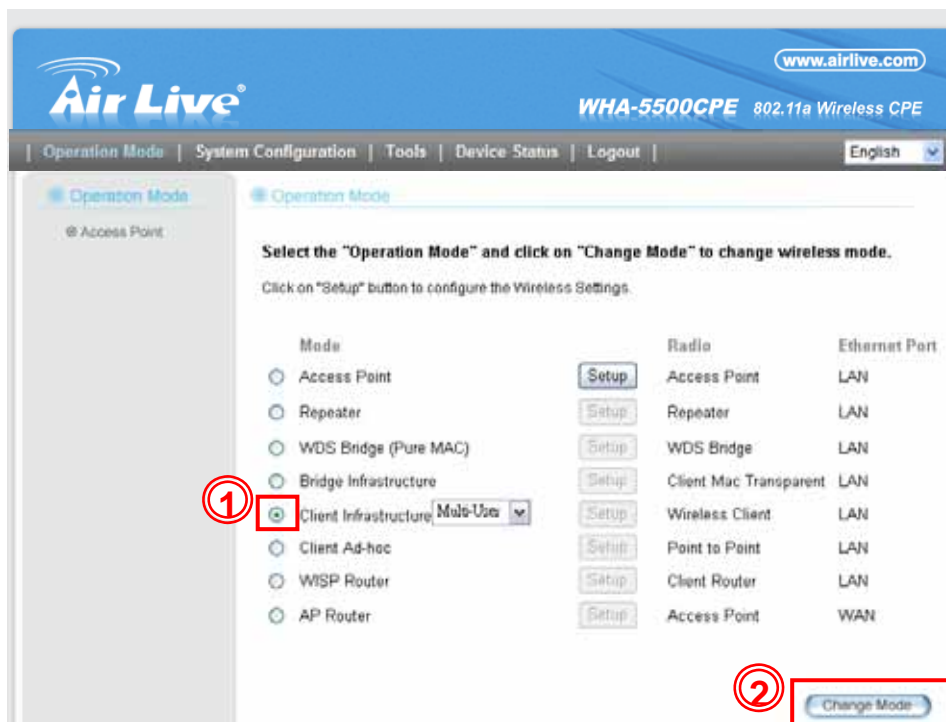 www.airlive.com
Air Live®
WHA-5500CPE 802.11a Wireless CPE
| Operation Mode | System Configuration | Tools | Device Status | Logout | English
Operation Mode
Access Point
Operation Mode
Select the "Operation Mode" and click on "Change Mode" to change wireless mode.
Click on "Setup" button to configure the Wireless Settings.
Mode Radio Ethernet Port
Access Point Setup Access Point LAN
Repeater Setup Repeater LAN
WDS Bridge (Pure MAC) Setup WDS Bridge LAN
Bridge Infrastructure Setup Client Mac Transparent LAN
1 Client Infrastructure Multi-User Setup Wireless Client LAN
Client Ad-hoc Setup Point to Point LAN
WISP Router Setup Client Router LAN
AP Router Setup Access Point WAN
2 Change Mode